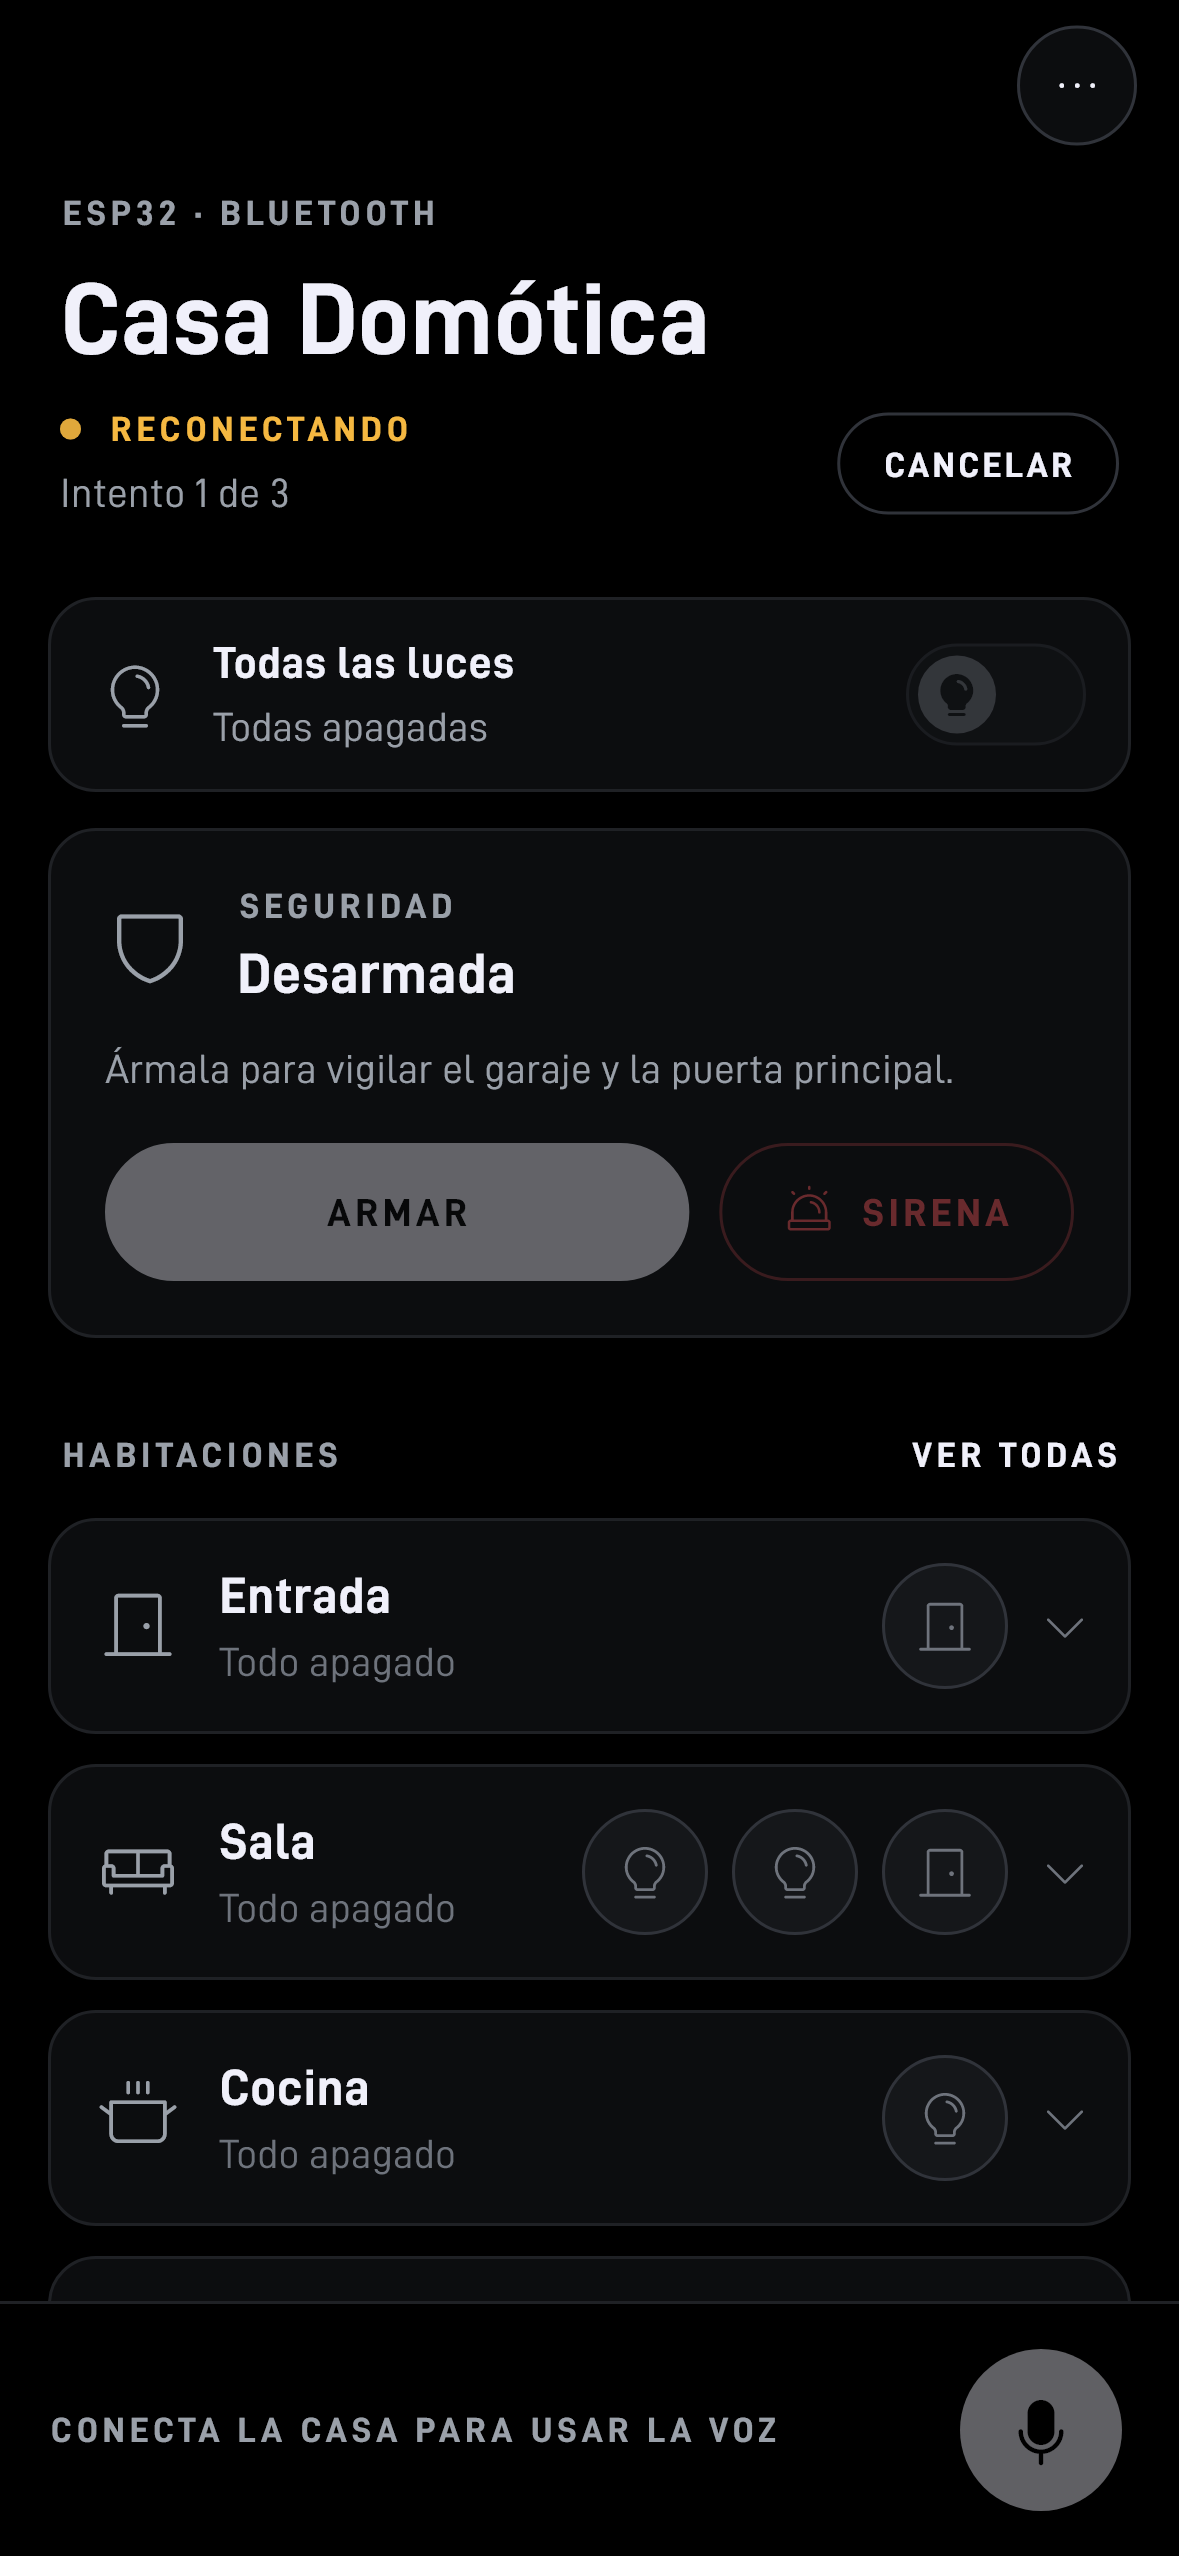 ESP32 · BLUETOOTH
Casa Domótica
RECONECTANDO
Intento 1 de 3
CANCELAR
Todas las luces
Todas apagadas
SEGURIDAD
Desarmada
Ármala para vigilar el garaje y la puerta principal.
ARMAR
SIRENA
HABITACIONES
VER TODAS
Entrada
Todo apagado
Sala
Todo apagado
Cocina
Todo apagado
CONECTA LA CASA PARA USAR LA VOZ